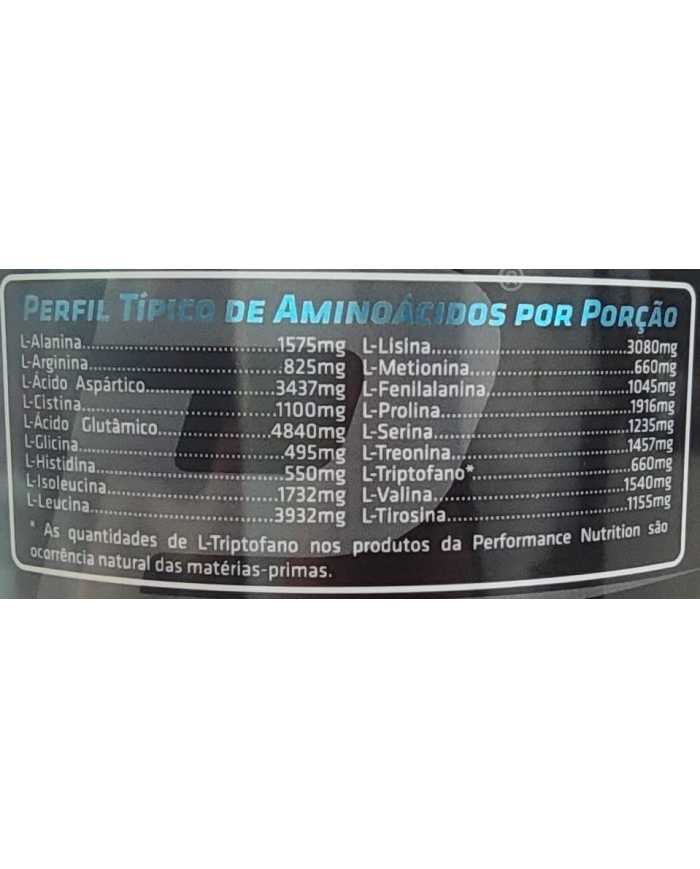 ®
PERFIL TÍPICO DE AMINOÁCIDOS POR PORÇÃO
L-Alanina...............................1575mg
L-Arginina..............................825mg
L-Ácido Aspártico....................3437mg
L-Cistina................................1100mg
L-Ácido Glutâmico..................4840mg
L-Glicina................................495mg
L-Histidina.............................550mg
L-Isoleucina...........................1732mg
L-Leucina..............................3932mg
L-Lisina.................................3080mg
L-Metionina...........................660mg
L-Fenilalanina........................1045mg
L-Prolina...............................1916mg
L-Serina................................1235mg
L-Treonina.............................1457mg
L-Triptofano*.........................660mg
L-Valina................................1540mg
L-Tirosina..............................1155mg
* As quantidades de L-Triptofano nos produtos da Performance Nutrition são
ocorrência natural das matérias-primas.